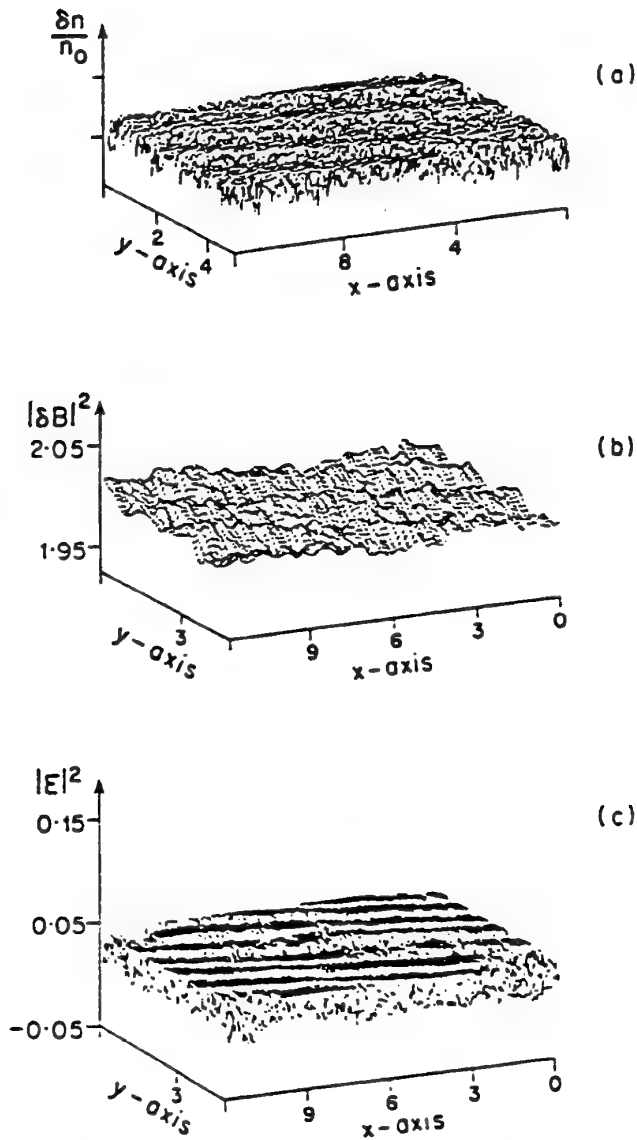 δn
n₀
(a)
2
4
y-axis
8
4
x-axis
|δB|²
2·05
(b)
1·95
3
y-axis
9
6
3
0
x-axis
|E|²
0·15
(c)
0·05
-0·05
3
y-axis
9
6
3
0
x-axis